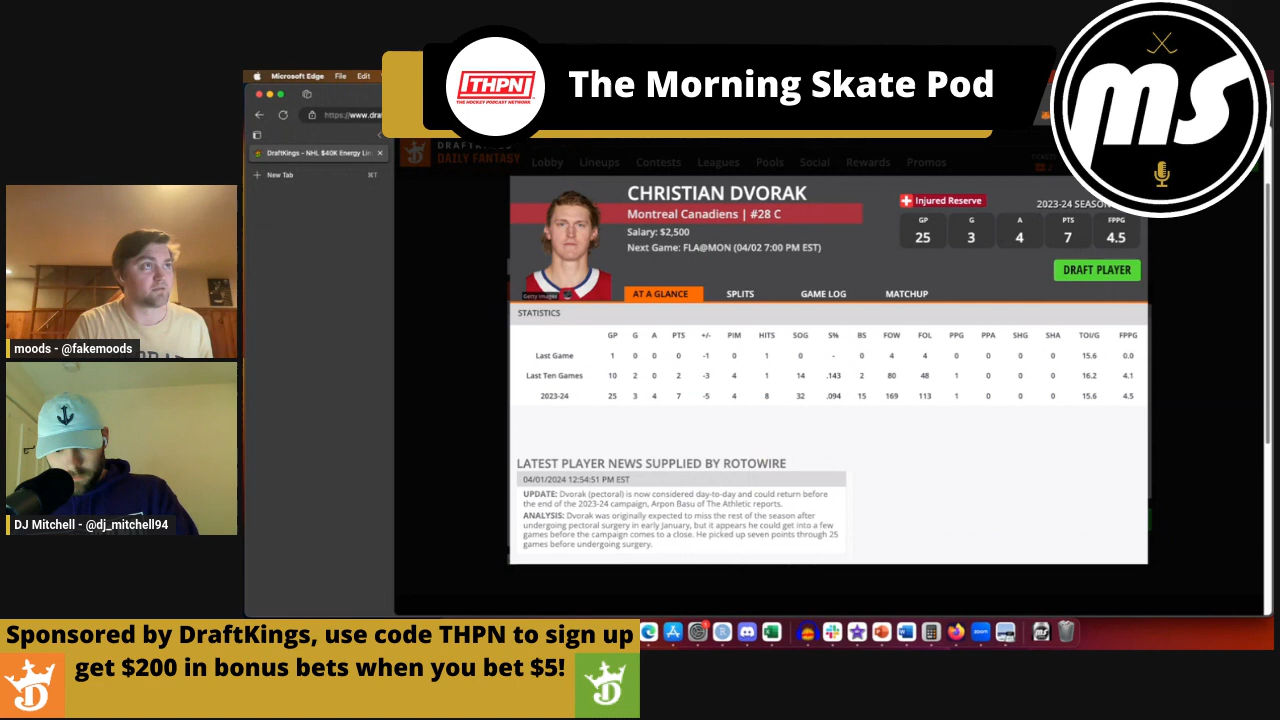 THPN
THE HOCKEY PODCAST NETWORK
The Morning Skate Pod
ms
Microsoft Edge File Edit
https://www.dra
DraftKings - NHL $40K Energy Lin
New Tab ⌘T
DRAFTKINGS
DAILY FANTASY
Lobby Lineups Contests Leagues Pools Social Rewards Promos
CHRISTIAN DVORAK
Montreal Canadiens | #28 C
Salary: $2,500
Next Game: FLA@MON (04/02 7:00 PM EST)
Injured Reserve
2023-24 SEASON
GP G A PTS FPPG
25 3 4 7 4.5
DRAFT PLAYER
Getty Images
AT A GLANCE SPLITS GAME LOG MATCHUP
STATISTICS
GP G A PTS +/- PIM HITS SOG S% BS FOW FOL PPG PPA SHG SHA TOI/G FPPG
Last Game 1 0 0 0 -1 0 1 0 - 0 4 4 0 0 0 0 15.6 0.0
Last Ten Games 10 2 0 2 -3 4 1 14 .143 2 80 48 1 0 0 0 16.2 4.1
2023-24 25 3 4 7 -5 4 8 32 .094 15 169 113 1 0 0 0 15.6 4.5
LATEST PLAYER NEWS SUPPLIED BY ROTOWIRE
04/01/2024 12:54:51 PM EST
UPDATE: Dvorak (pectoral) is now considered day-to-day and could return before
the end of the 2023-24 campaign, Arpon Basu of The Athletic reports.
ANALYSIS: Dvorak was originally expected to miss the rest of the season after
undergoing pectoral surgery in early January, but it appears he could get into a few
games before the campaign comes to a close. He picked up seven points through 25
games before undergoing surgery.
moods - @fakemoods
DJ Mitchell - @dj_mitchell94
Sponsored by DraftKings, use code THPN to sign up
get $200 in bonus bets when you bet $5!
zoom